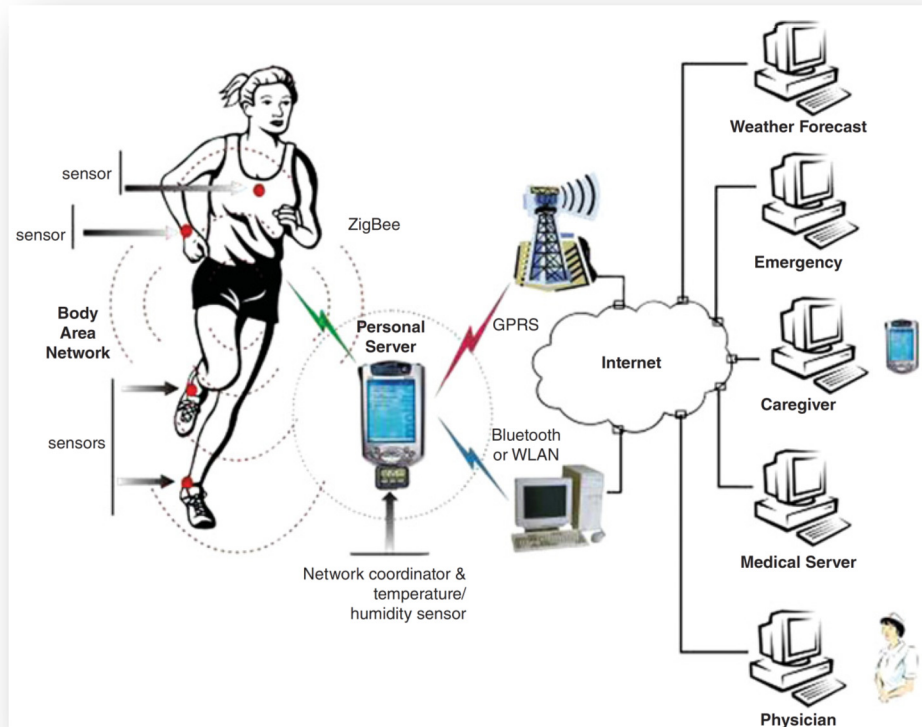 sensor
sensor
Body
Area
Network
sensors
ZigBee
Personal
Server
Network coordinator &
temperature/
humidity sensor
GPRS
Bluetooth
or WLAN
Internet
Weather Forecast
Emergency
Caregiver
Medical Server
Physician